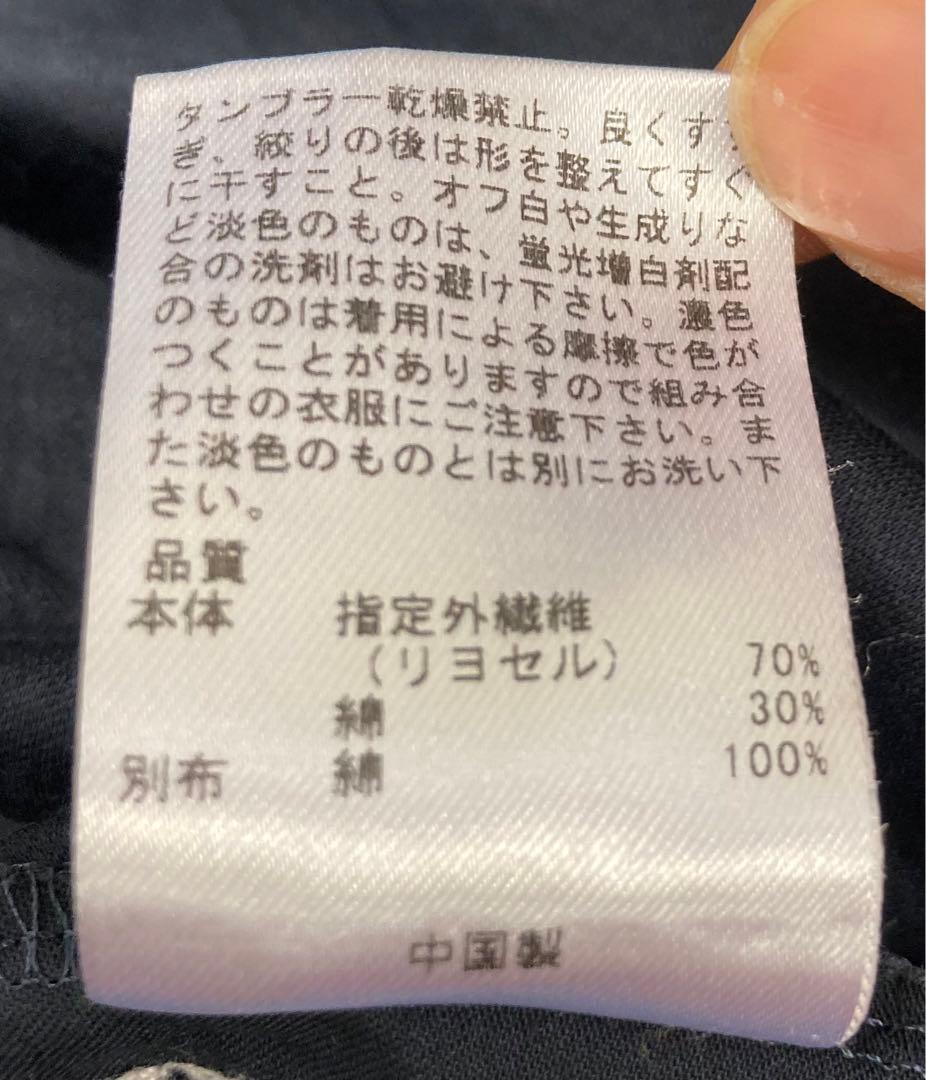 タンブラー乾燥禁止。良くすす
ぎ、絞りの後は形を整えてすぐ
に干すこと。オフ白や生成りな
ど淡色のものは、蛍光増白剤配
合の洗剤はお避け下さい。濃色
のものは着用による摩擦で色が
つくことがありますので組み合
わせの衣服にご注意下さい。ま
た淡色のものとは別にお洗い下
さい。
品質
本体 指定外繊維
(リヨセル) 70%
綿 30%
別布 綿 100%
中国製